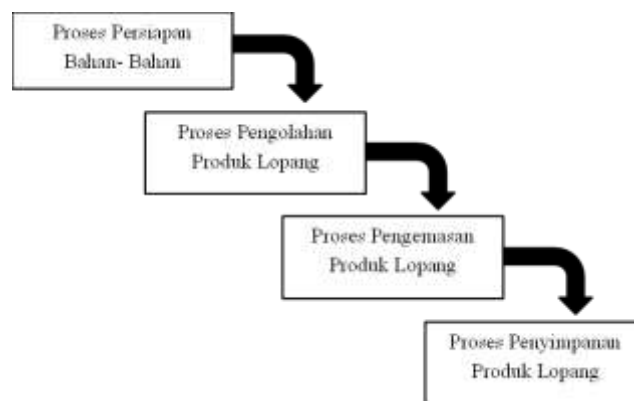 Proses Persiapan
Bahan- Bahan
Proses Pengolahan
Produk Lopang
Proses Pengemasan
Produk Lopang
Proses Penyimpanan
Produk Lopang